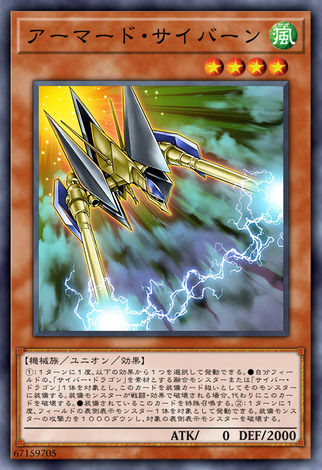 アーマード・サイバーン
風
【機械族/ユニオン/効果】
①:1ターンに1度、以下の効果から1つを選択して発動できる。●自分フィー
ルドの、「サイバー・ドラゴン」を素材とする融合モンスターまたは「サイバー・
ドラゴン」1体を対象とし、このカードを装備カード扱いとしてそのモンスター
に装備する。装備モンスターが戦闘・効果で破壊される場合、代わりにこのカー
ドを破壊する。●装備されているこのカードを特殊召喚する。②:1ターンに1
度、フィールドの表側表示モンスター1体を対象として発動できる。装備モンス
ターの攻撃力を1000ダウンし、対象の表側表示モンスターを破壊する。
ATK/ 0 DEF/2000
67159705